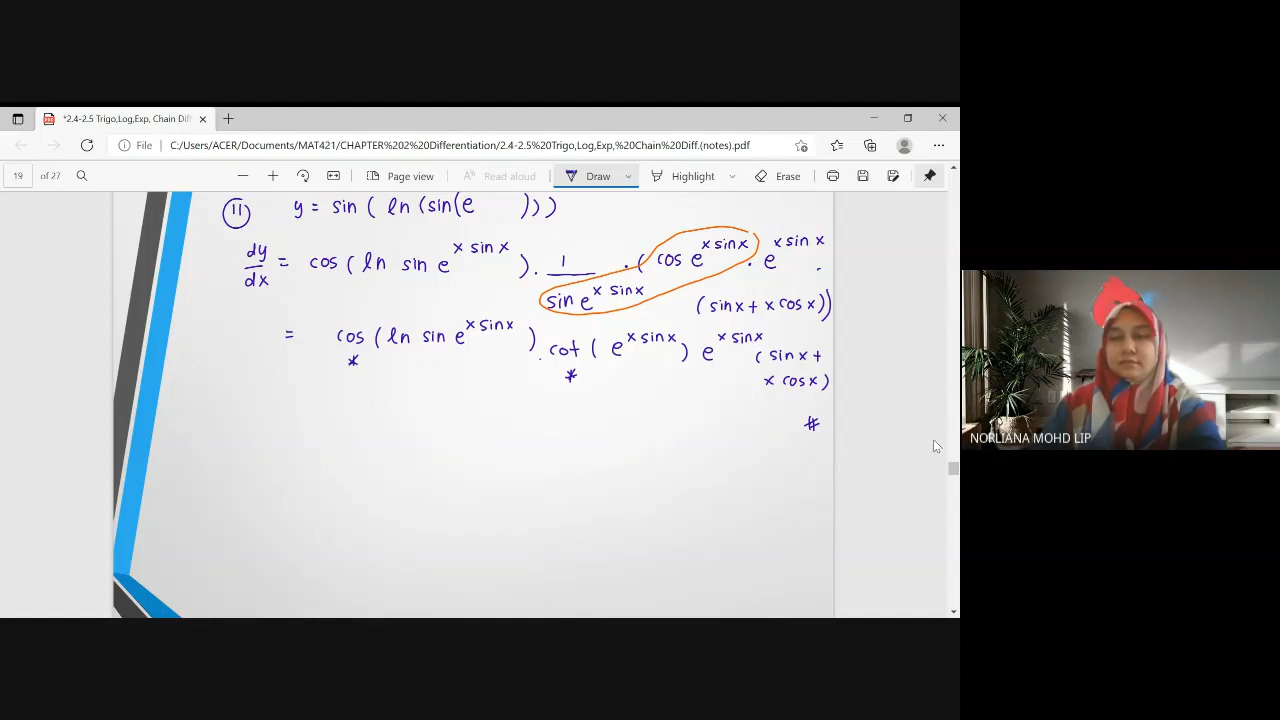 *2.4-2.5 Trigo,Log,Exp, Chain Diff
File C:/Users/ACER/Documents/MAT421/CHAPTER%202%20Differentiation/2.4-2.5%20Trigo,Log,Exp,%20Chain%20Diff.(notes).pdf
19 of 27 Page view Read aloud Draw Highlight Erase
11 y = sin ( ln (sin(e )))
dy/dx = cos ( ln sin e^(x sin x) ) . 1/(sin e^(x sin x)) . ( cos e^(x sin x) . e^(x sin x) .
(sin x + x cos x))
= cos ( ln sin e^(x sin x) ) . cot ( e^(x sin x) ) e^(x sin x) (sin x +
x cos x)
* *
#
NORLIANA MOHD LIP